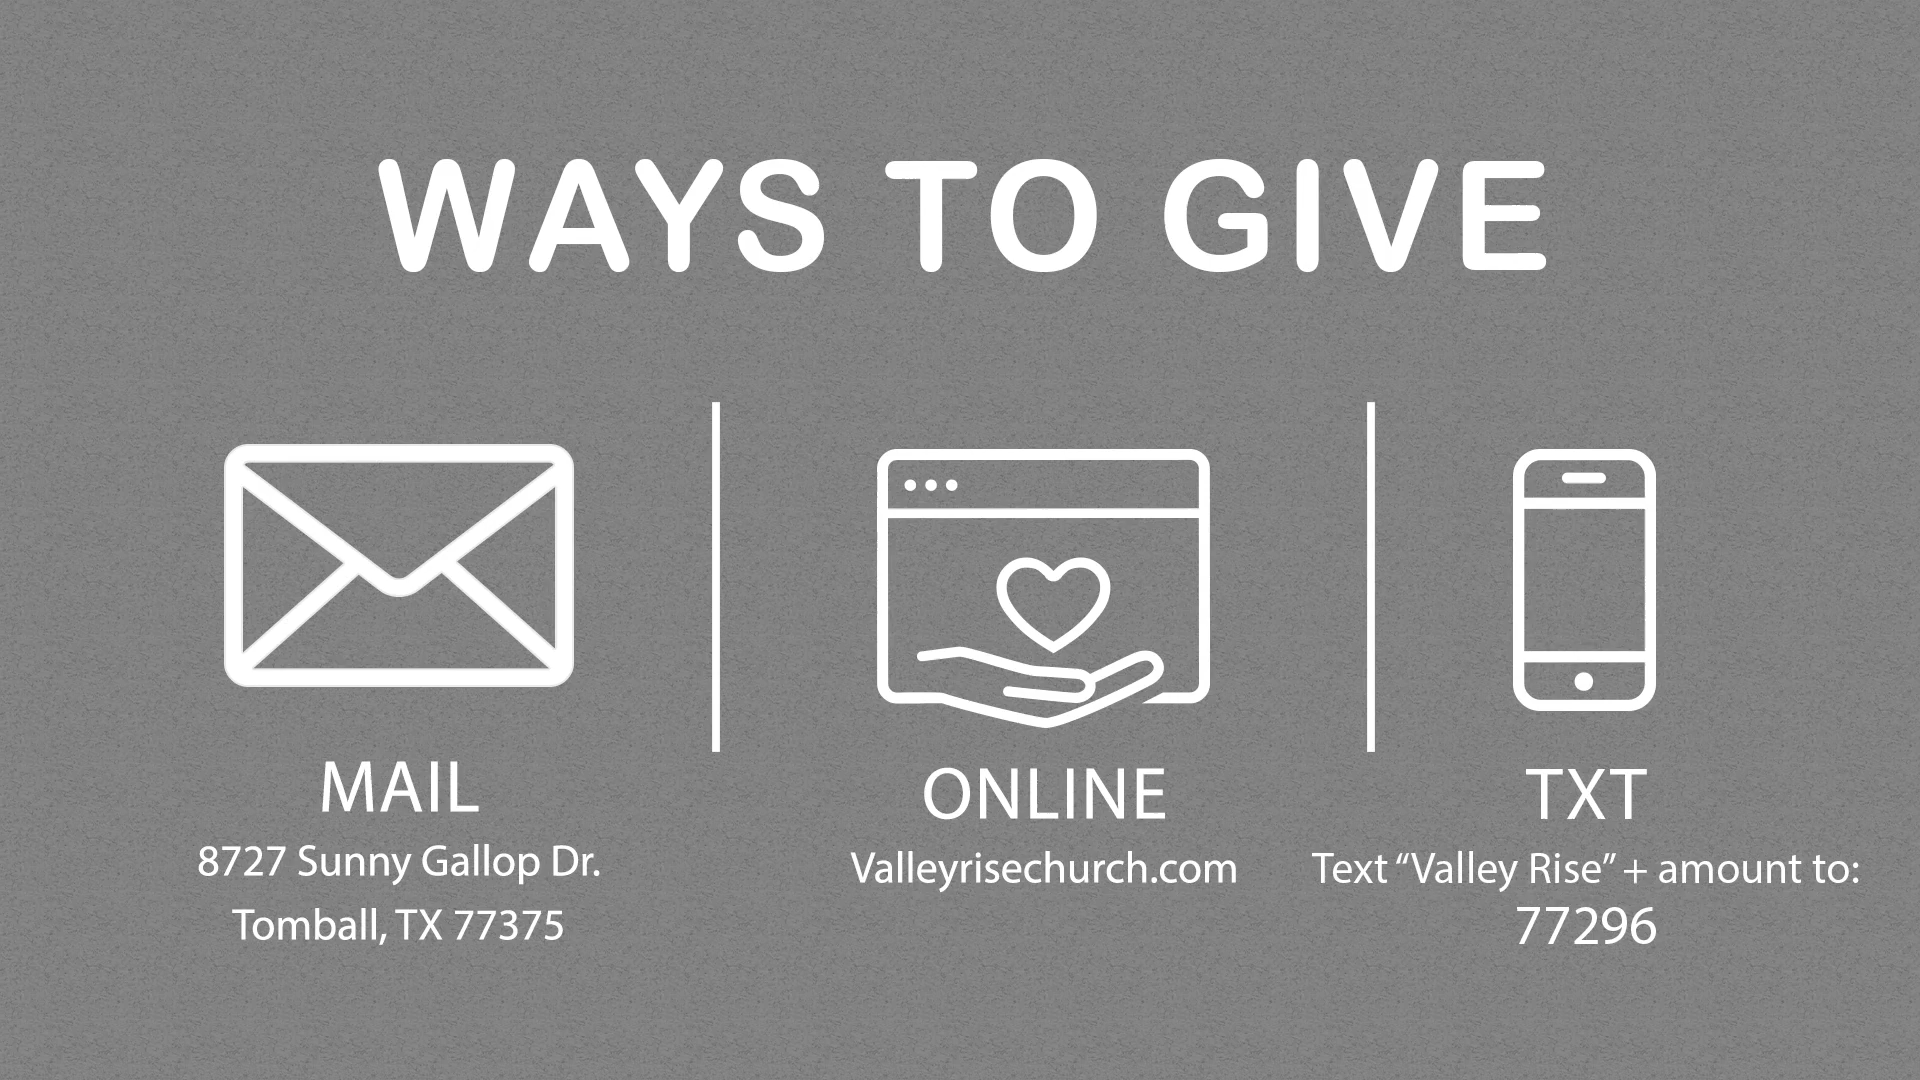 WAYS TO GIVE
MAIL
8727 Sunny Gallop Dr.
Tomball, TX 77375
ONLINE
Valleyrisechurch.com
TXT
Text “Valley Rise” + amount to:
77296